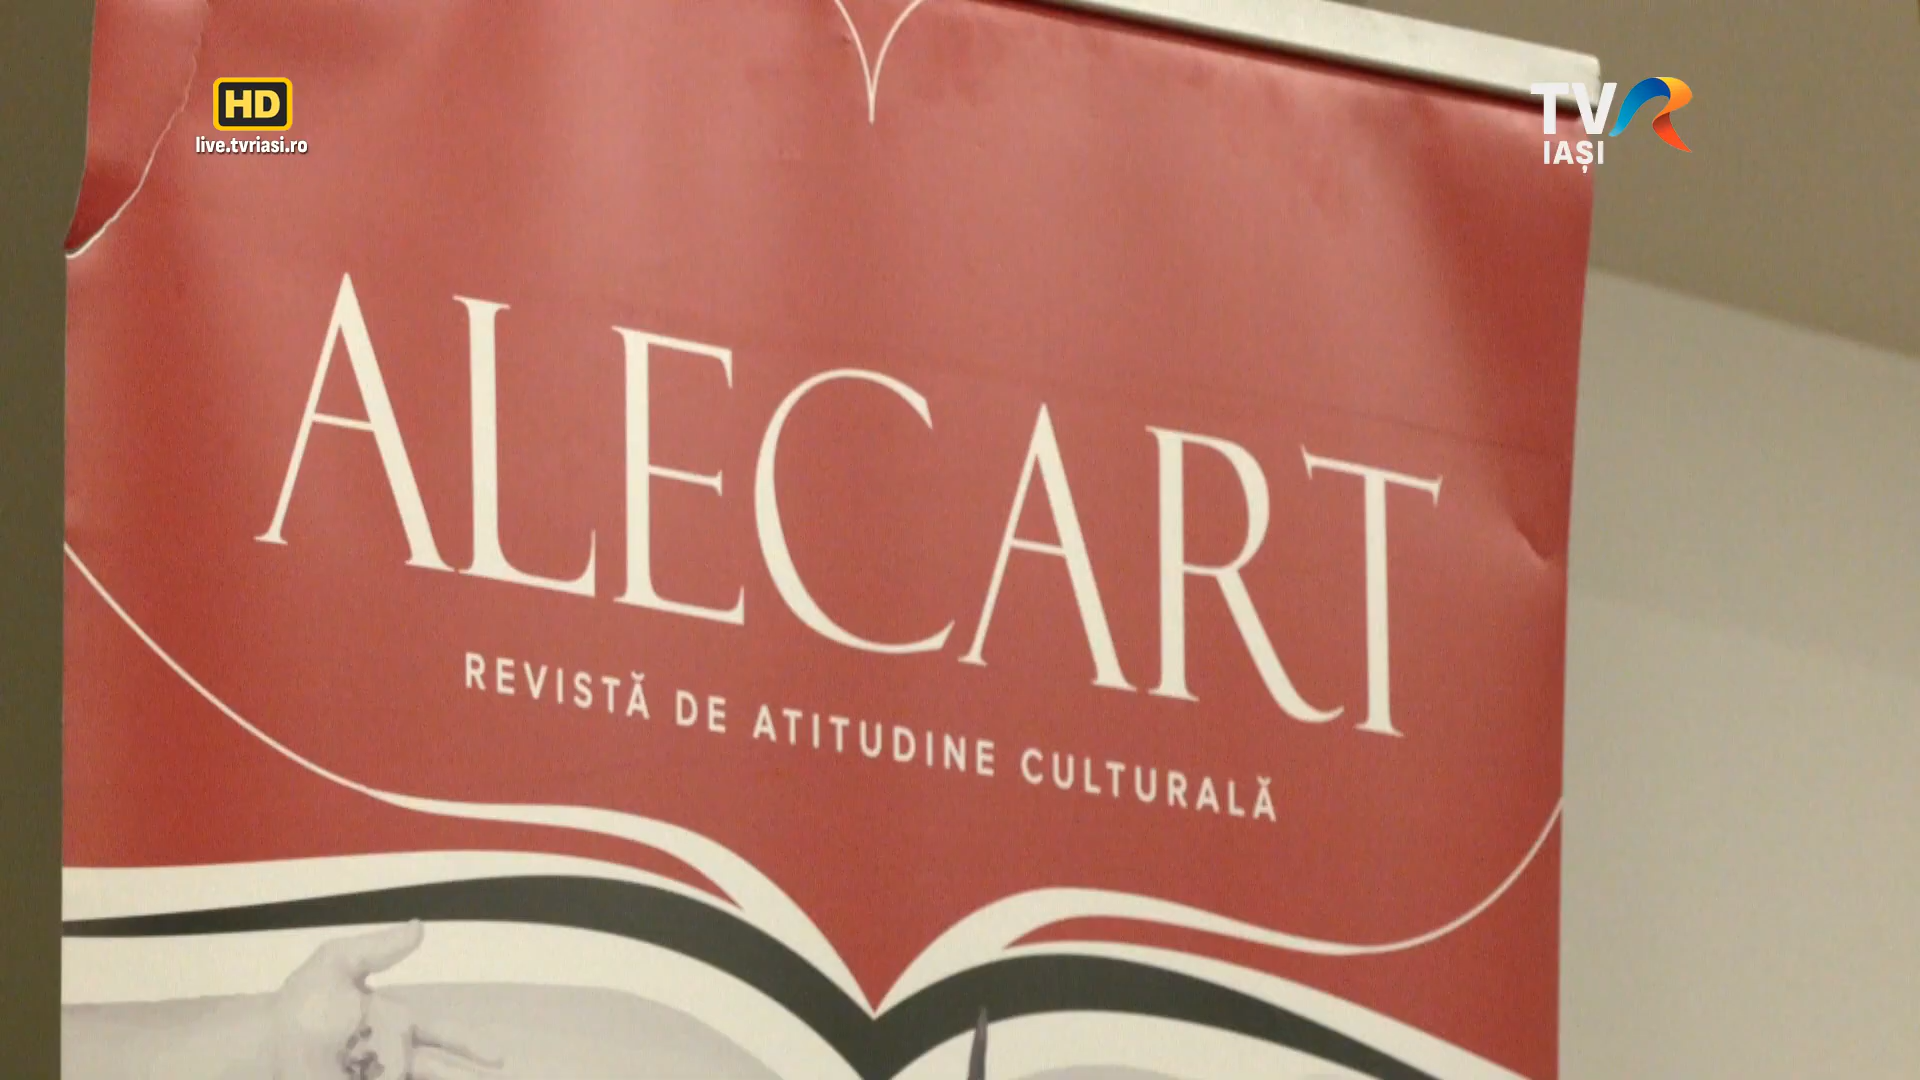 HD
live.tvriasi.ro
TVR
IAȘI
ALECART
REVISTĂ DE ATITUDINE CULTURALĂ